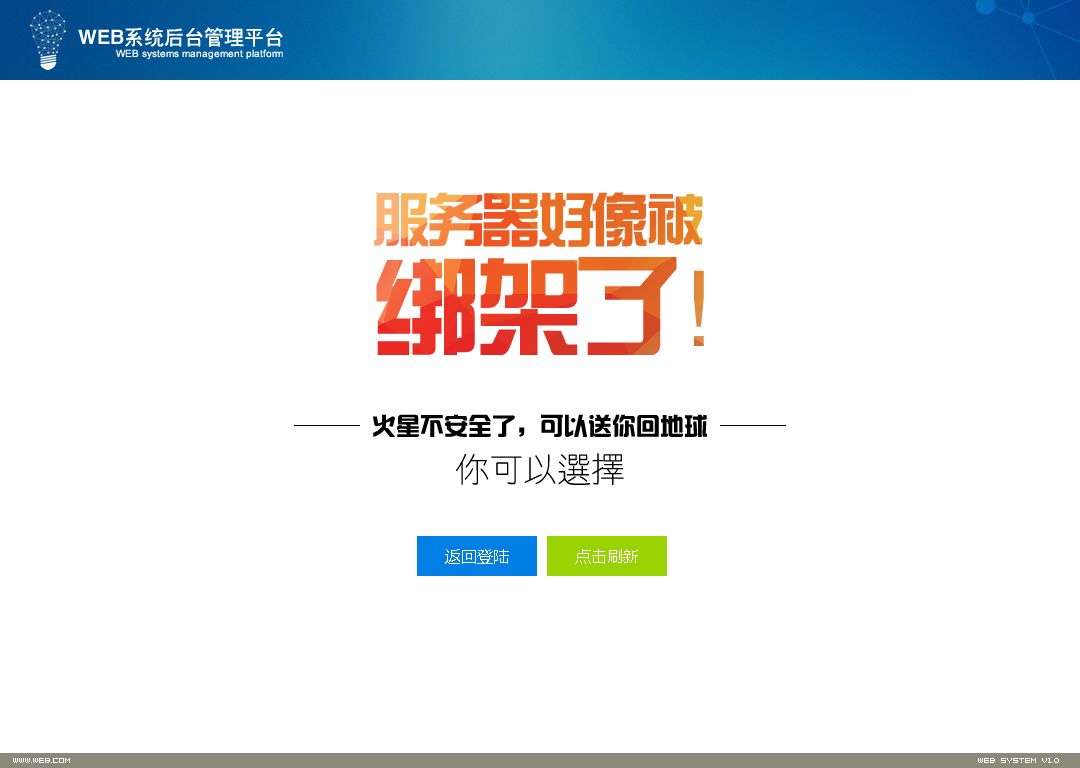 WEB系统后台管理平台
WEB systems management platform
服务器好像被
绑架了!
火星不安全了，可以送你回地球
你可以選擇
返回登陆
点击刷新
WWW.WEB.COM
WEB SYSTEM V1.0